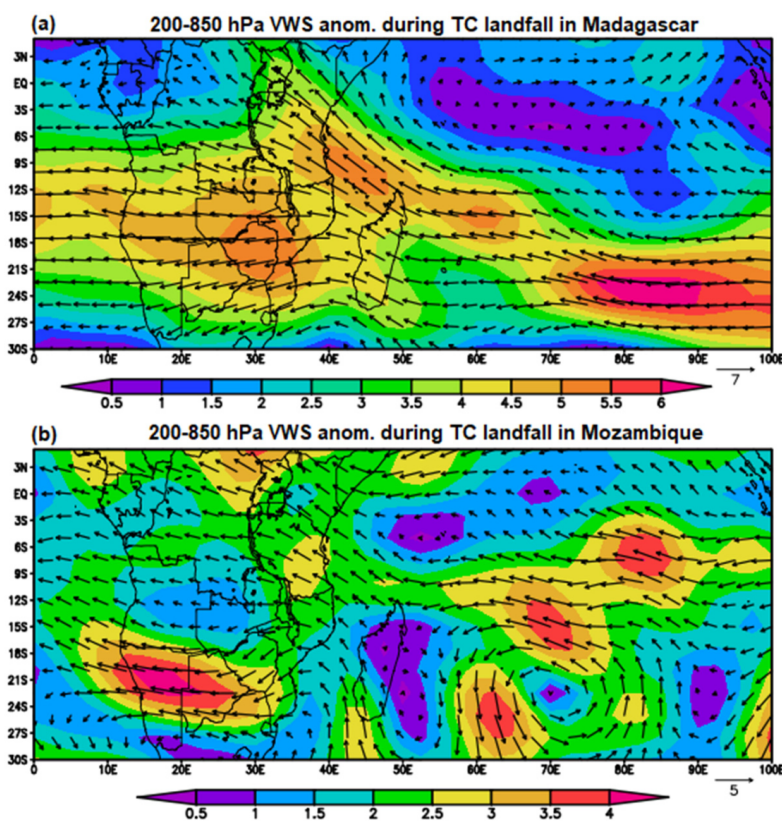 (a) 200-850 hPa VWS anom. during TC landfall in Madagascar
3N
EQ
3S
6S
9S
12S
15S
18S
21S
24S
27S
30S
0 10E 20E 30E 40E 50E 60E 70E 80E 90E 100E
7
0.5 1 1.5 2 2.5 3 3.5 4 4.5 5 5.5 6
(b) 200-850 hPa VWS anom. during TC landfall in Mozambique
3N
EQ
3S
6S
9S
12S
15S
18S
21S
24S
27S
30S
0 10E 20E 30E 40E 50E 60E 70E 80E 90E 100E
5
0.5 1 1.5 2 2.5 3 3.5 4